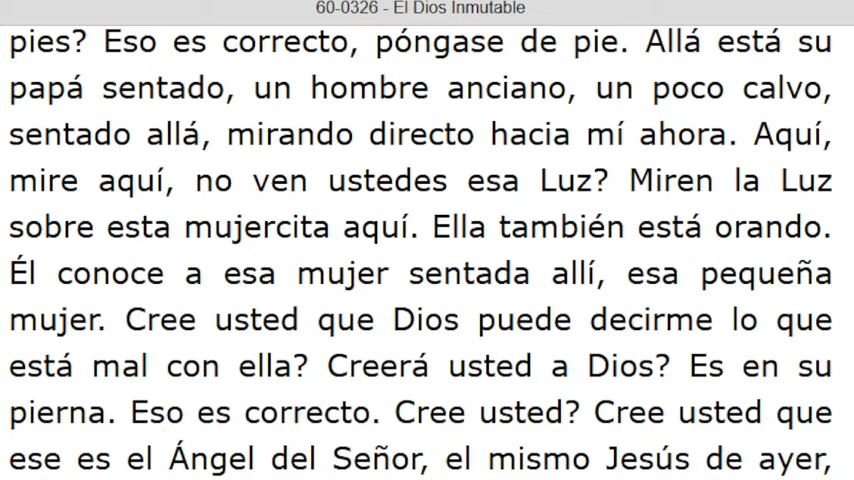 60-0326 - El Dios Inmutable
pies? Eso es correcto, póngase de pie. Allá está su
papá sentado, un hombre anciano, un poco calvo,
sentado allá, mirando directo hacia mí ahora. Aquí,
mire aquí, no ven ustedes esa Luz? Miren la Luz
sobre esta mujercita aquí. Ella también está orando.
Él conoce a esa mujer sentada allí, esa pequeña
mujer. Cree usted que Dios puede decirme lo que
está mal con ella? Creerá usted a Dios? Es en su
pierna. Eso es correcto. Cree usted? Cree usted que
ese es el Ángel del Señor, el mismo Jesús de ayer,